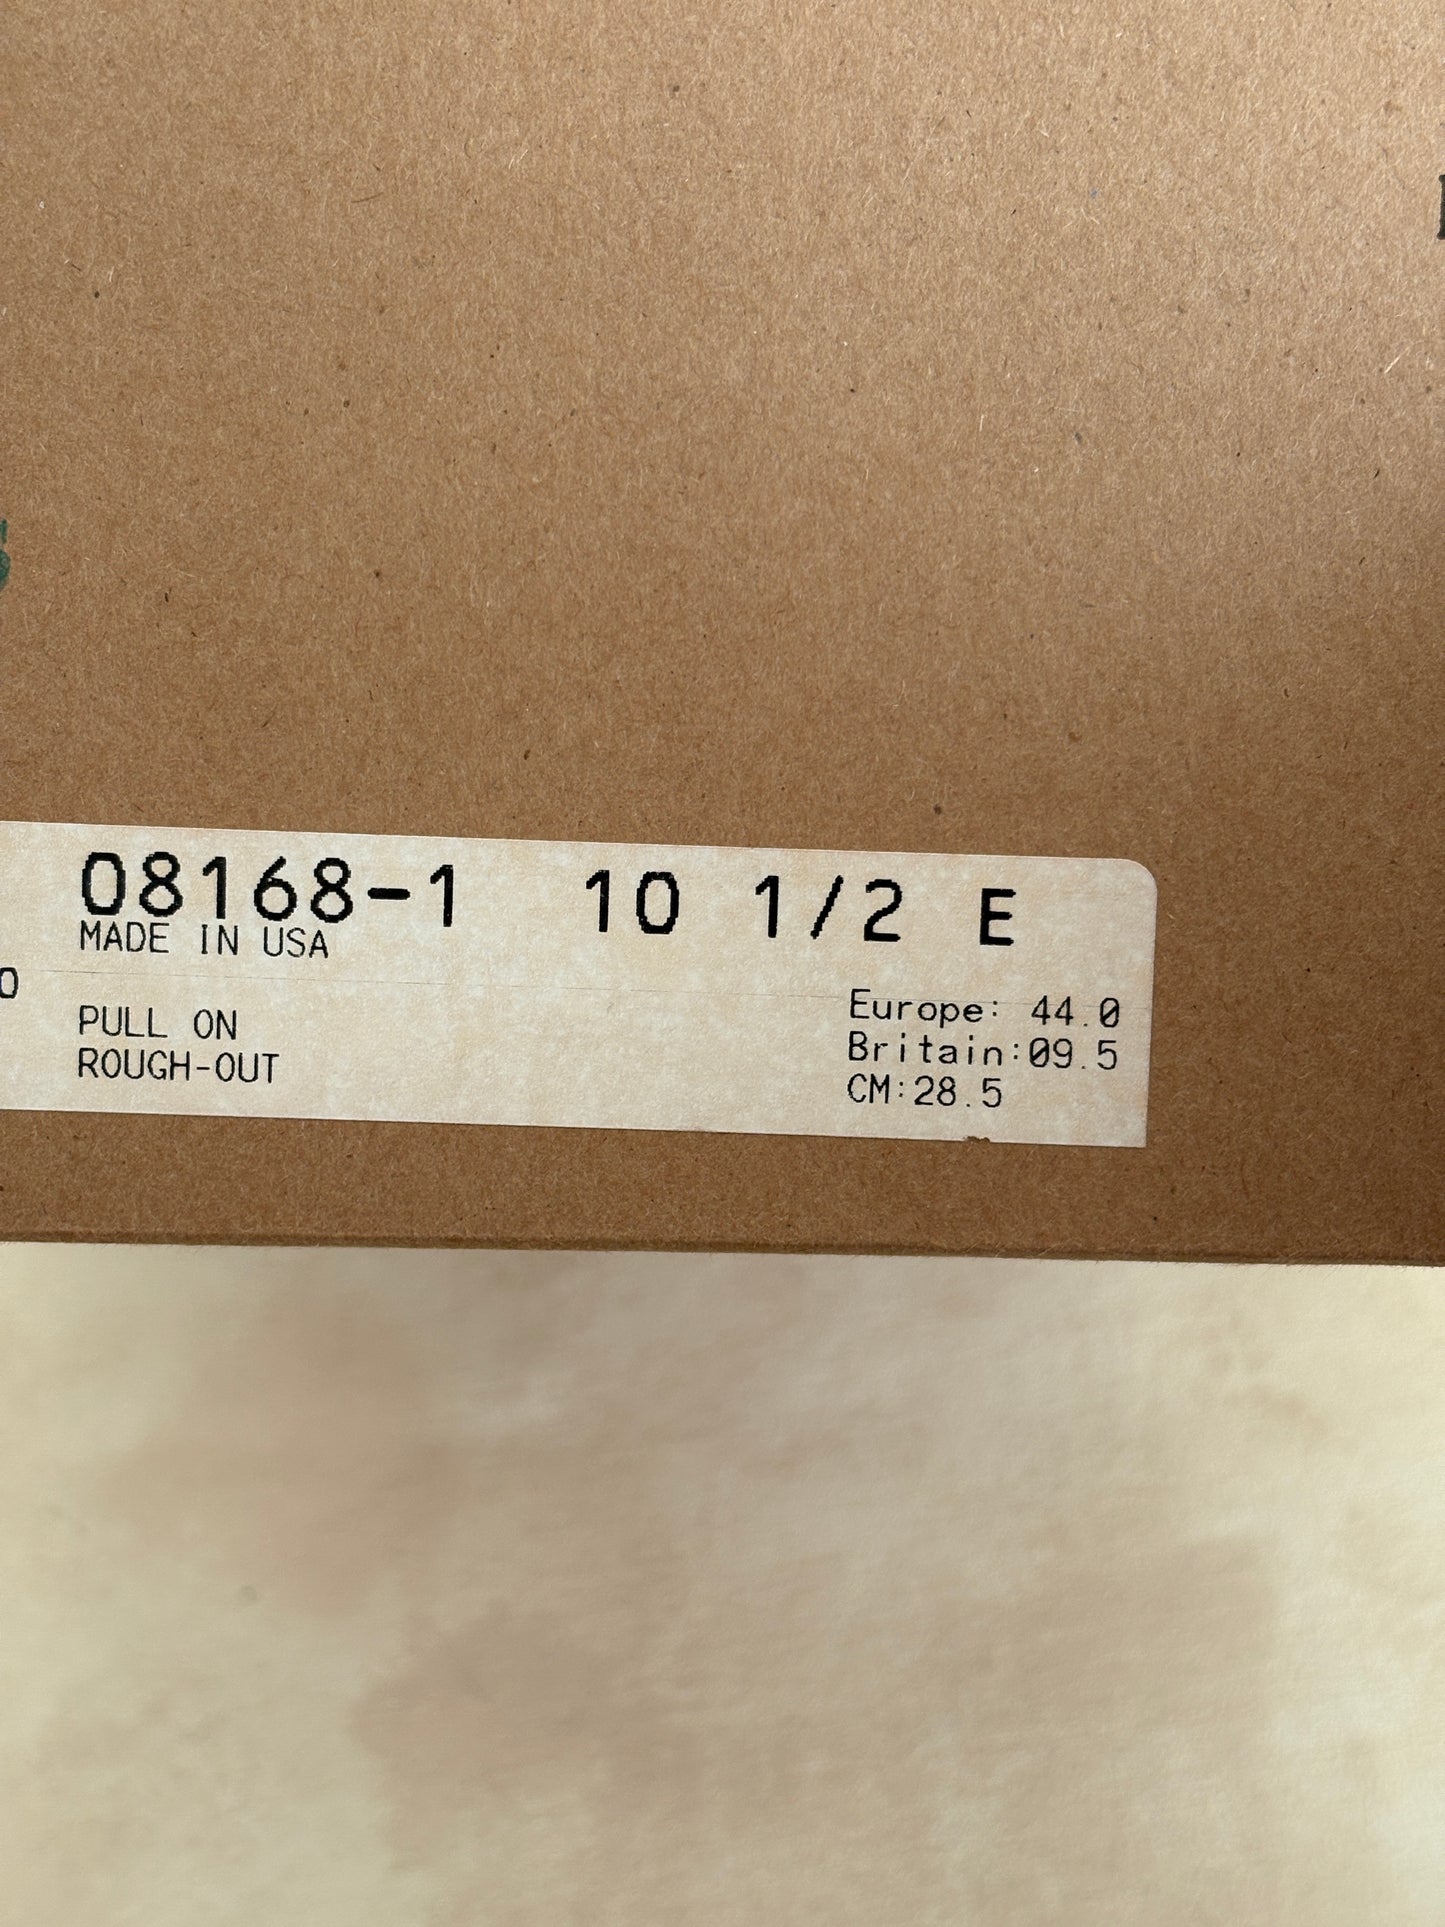 08168-1 10 1/2 E
MADE IN USA
PULL ON
ROUGH-OUT
Europe: 44.0
Britain:09.5
CM:28.5